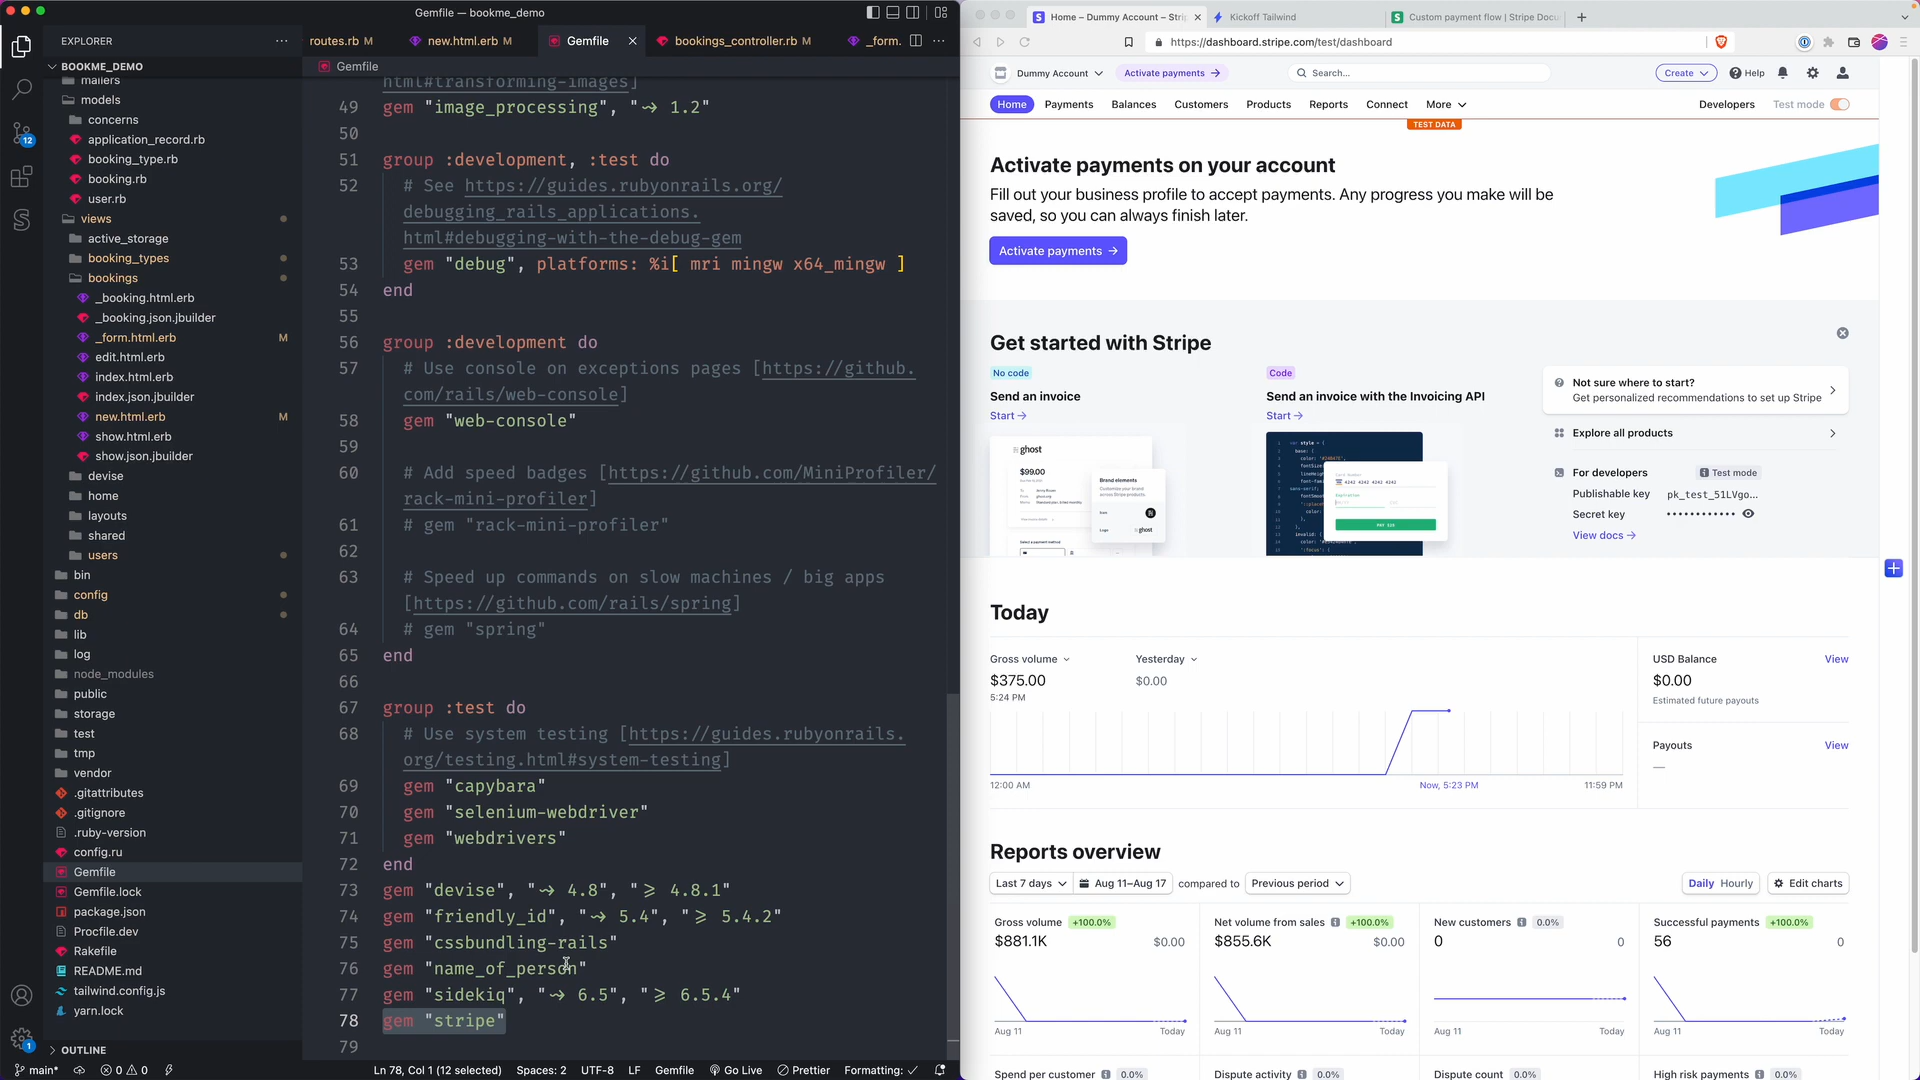 Gemfile — bookme_demo
EXPLORER
BOOKME_DEMO
mailers
models
concerns
application_record.rb
booking_type.rb
booking.rb
user.rb
views
active_storage
booking_types
bookings
_booking.html.erb
_booking.json.jbuilder
_form.html.erb M
edit.html.erb
index.html.erb
index.json.jbuilder
new.html.erb M
show.html.erb
show.json.jbuilder
devise
home
layouts
shared
users
bin
config
db
lib
log
node_modules
public
storage
test
tmp
vendor
.gitattributes
.gitignore
.ruby-version
config.ru
Gemfile
Gemfile.lock
package.json
Procfile.dev
Rakefile
README.md
tailwind.config.js
yarn.lock
OUTLINE
12
1
routes.rb M
new.html.erb M
Gemfile
bookings_controller.rb M
_form.
Gemfile
html#transforming-images]
49 gem "image_processing", "~> 1.2"
50
51 group :development, :test do
52 # See https://guides.rubyonrails.org/
debugging_rails_applications.
html#debugging-with-the-debug-gem
53 gem "debug", platforms: %i[ mri mingw x64_mingw ]
54 end
55
56 group :development do
57 # Use console on exceptions pages [https://github.
com/rails/web-console]
58 gem "web-console"
59
60 # Add speed badges [https://github.com/MiniProfiler/
rack-mini-profiler]
61 # gem "rack-mini-profiler"
62
63 # Speed up commands on slow machines / big apps
[https://github.com/rails/spring]
64 # gem "spring"
65 end
66
67 group :test do
68 # Use system testing [https://guides.rubyonrails.
org/testing.html#system-testing]
69 gem "capybara"
70 gem "selenium-webdriver"
71 gem "webdrivers"
72 end
73 gem "devise", "~> 4.8", ">= 4.8.1"
74 gem "friendly_id", "~> 5.4", ">= 5.4.2"
75 gem "cssbundling-rails"
76 gem "name_of_person"
77 gem "sidekiq", "~> 6.5", ">= 6.5.4"
78 gem "stripe"
79
main* 0 0 Ln 78, Col 1 (12 selected) Spaces: 2 UTF-8 LF Gemfile Go Live Prettier Formatting: ✓
Home – Dummy Account – Stri
Kickoff Tailwind
Custom payment flow | Stripe Docu
https://dashboard.stripe.com/test/dashboard
Dummy Account
Activate payments →
Search...
Create
Help
Home Payments Balances Customers Products Reports Connect More Developers Test mode
TEST DATA
Activate payments on your account
Fill out your business profile to accept payments. Any progress you make will be
saved, so you can always finish later.
Activate payments →
Get started with Stripe
No code
Send an invoice
Start →
ghost
$99.00
Brand elements
ghost
Code
Send an invoice with the Invoicing API
Start →
4242 4242 4242 4242
Not sure where to start?
Get personalized recommendations to set up Stripe
Explore all products
For developers Test mode
Publishable key pk_test_51LVgo...
Secret key ••••••••••••
View docs →
Today
Gross volume
$375.00
5:24 PM
Yesterday
$0.00
12:00 AM
Now, 5:23 PM
11:59 PM
USD Balance View
$0.00
Estimated future payouts
Payouts View
—
Reports overview
Last 7 days Aug 11–Aug 17 compared to Previous period Daily Hourly Edit charts
Gross volume +100.0%
$881.1K $0.00
Aug 11 Today
Net volume from sales +100.0%
$855.6K $0.00
Aug 11 Today
New customers 0.0%
0 0
Aug 11 Today
Successful payments +100.0%
56 0
Aug 11 Today
Spend per customer 0.0%
Dispute activity 0.0%
Dispute count 0.0%
High risk payments 0.0%